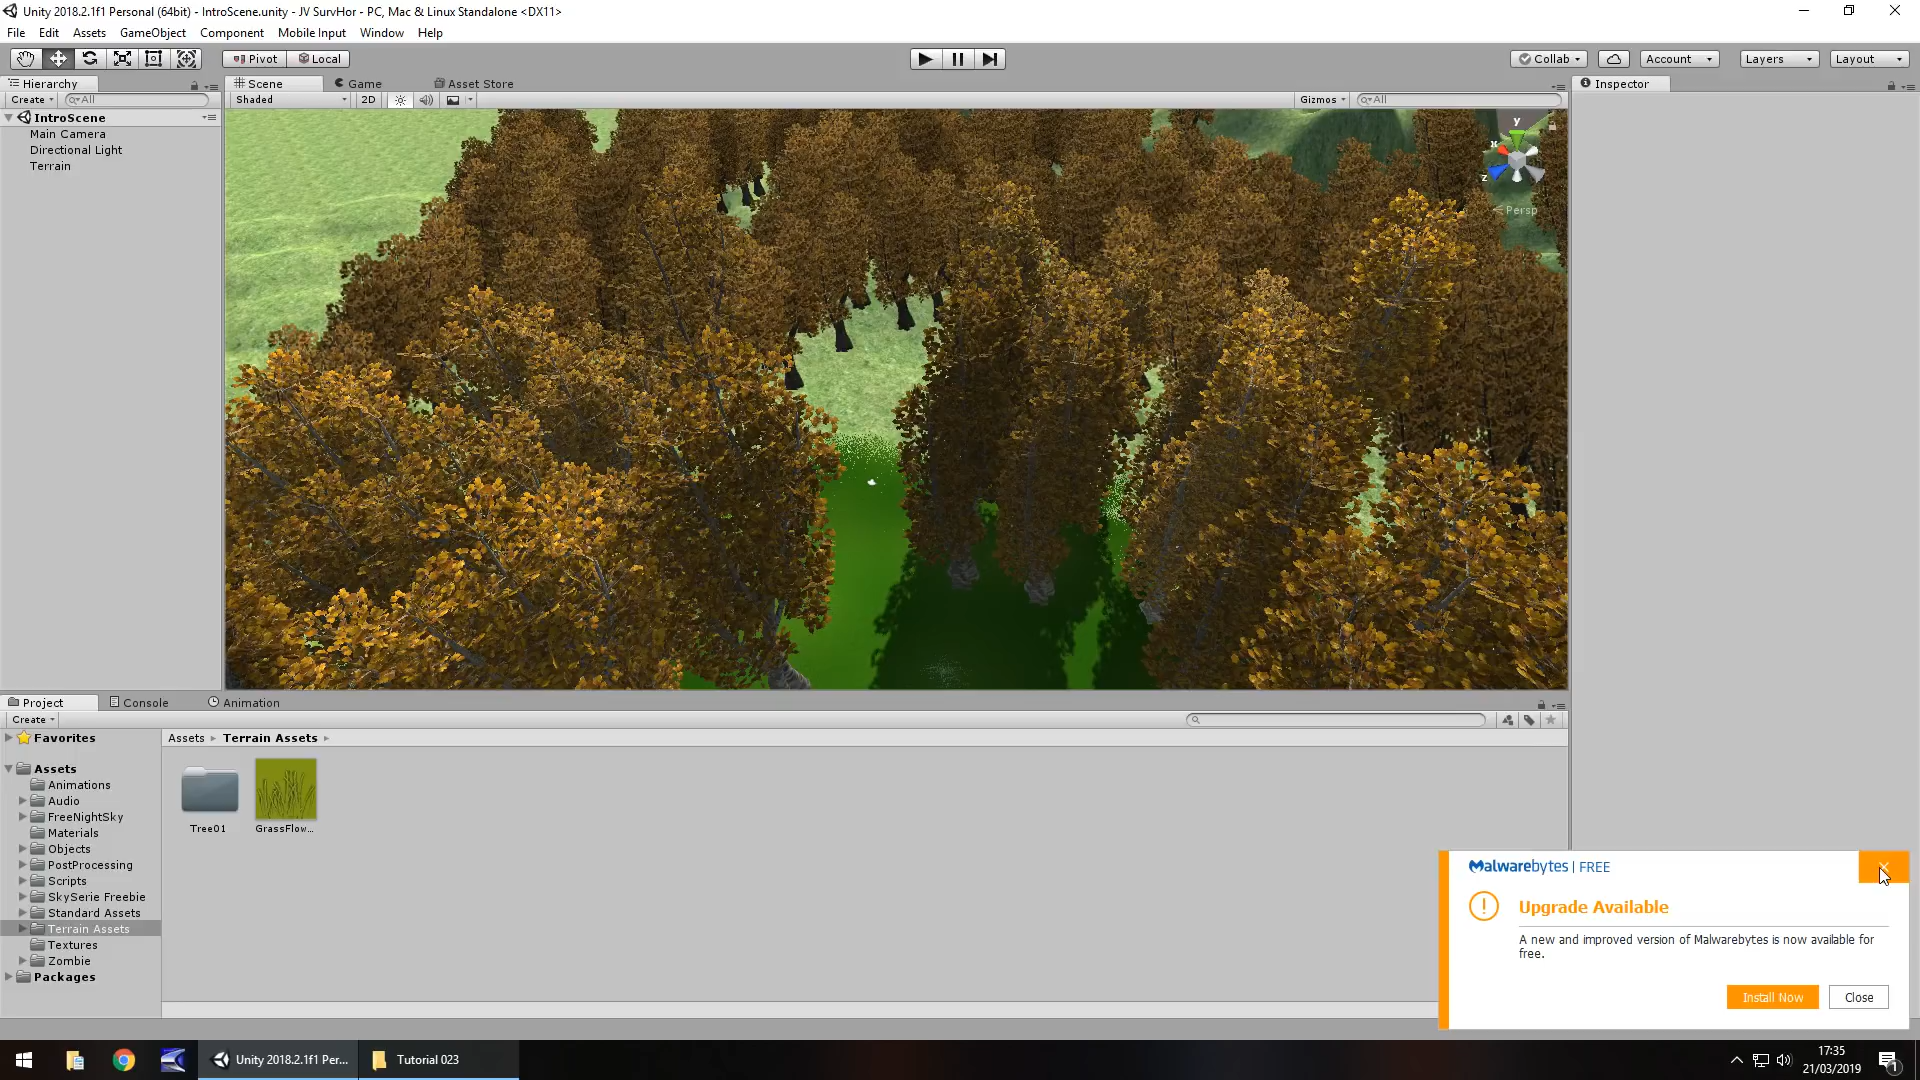 Unity 2018.2.1f1 Personal (64bit) - IntroScene.unity - JV SurvHor - PC, Mac & Linux Standalone <DX11>
File Edit Assets GameObject Component Mobile Input Window Help
Pivot Local Collab Account Layers Layout
Hierarchy Scene Game Asset Store Inspector
Create All Shaded 2D Gizmos All
IntroScene
Main Camera
Directional Light
Terrain
y
x
z
Persp
Project Console Animation
Create
Favorites Assets Terrain Assets
Assets
Animations
Audio
FreeNightSky
Materials
Objects
PostProcessing
Scripts
SkySerie Freebie
Standard Assets
Terrain Assets
Textures
Zombie
Packages
Tree01 GrassFlow...
Malwarebytes | FREE
Upgrade Available
A new and improved version of Malwarebytes is now available for
free.
Install Now Close
Unity 2018.2.1f1 Per... Tutorial 023
17:35
21/03/2019
1